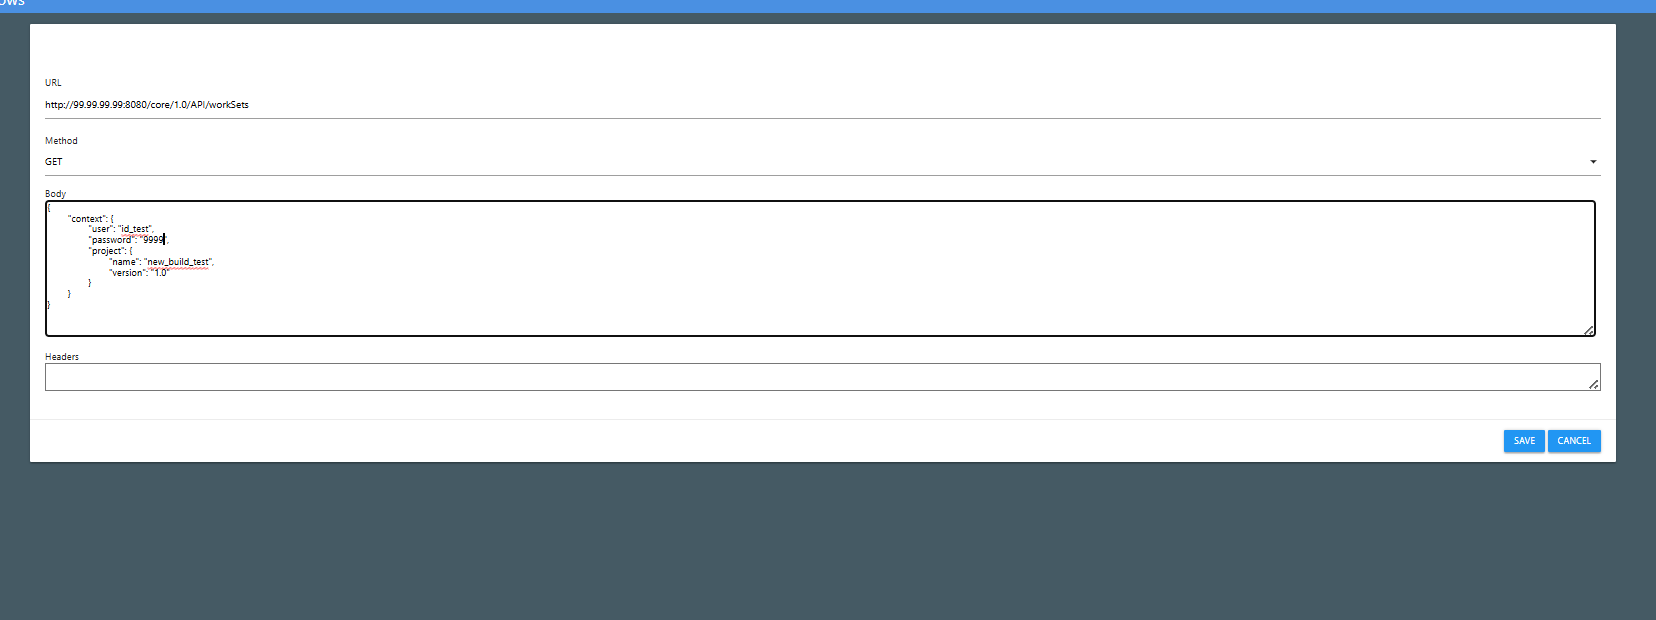 URL
http://99.99.99.99:8080/core/1.0/API/workSets
Method
GET
Body
{
"context": {
"user": "id_test",
"password": "9999",
"project": {
"name": "new_build_test",
"version": "1.0"
}
}
}
Headers
SAVE CANCEL